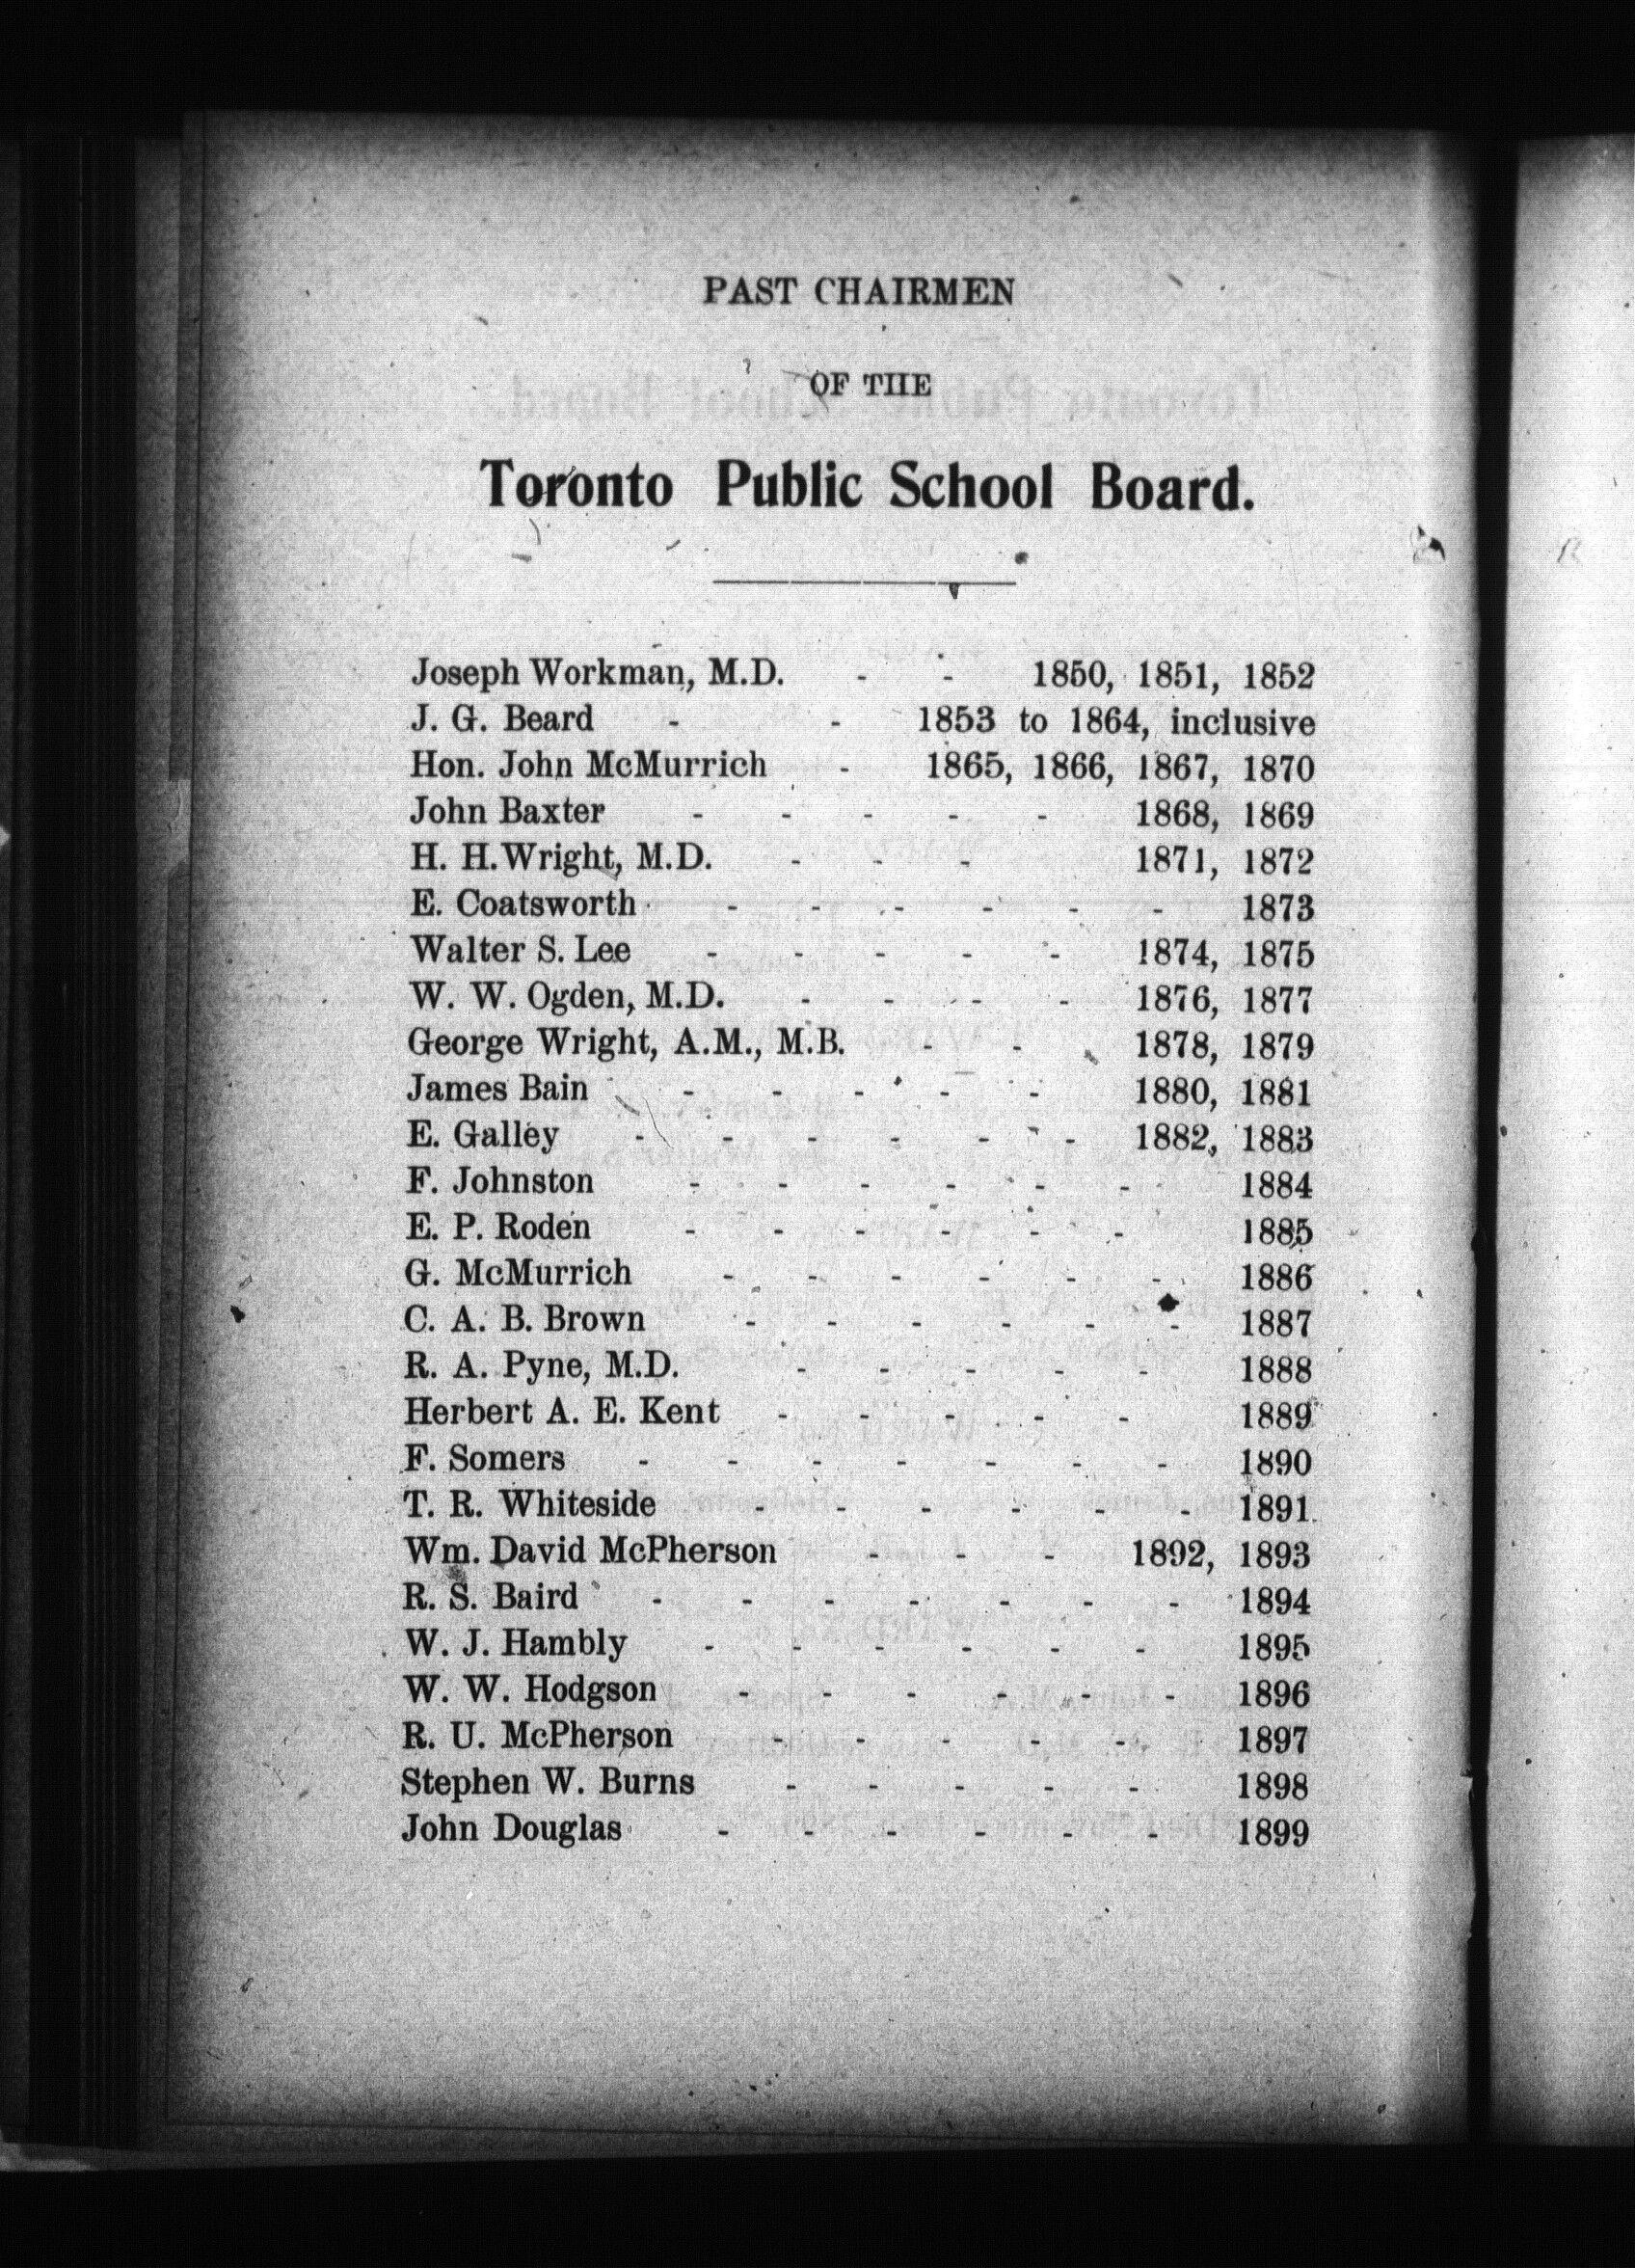 PAST CHAIRMEN
OF THE
Toronto Public School Board.
Joseph Workman, M.D. - - 1850, 1851, 1852
J. G. Beard - - 1853 to 1864, inclusive
Hon. John McMurrich - 1865, 1866, 1867, 1870
John Baxter - - - - - 1868, 1869
H. H. Wright, M.D. - - - 1871, 1872
E. Coatsworth - - - - - - 1873
Walter S. Lee - - - - - 1874, 1875
W. W. Ogden, M.D. - - - - 1876, 1877
George Wright, A.M., M.B. - - 1878, 1879
James Bain - - - - - 1880, 1881
E. Galley - - - - - - 1882, 1883
F. Johnston - - - - - - 1884
E. P. Roden - - - - - - 1885
G. McMurrich - - - - - - 1886
C. A. B. Brown - - - - - - 1887
R. A. Pyne, M.D. - - - - - 1888
Herbert A. E. Kent - - - - - 1889
F. Somers - - - - - - - 1890
T. R. Whiteside - - - - - - 1891
Wm. David McPherson - - - 1892, 1893
R. S. Baird - - - - - - - 1894
W. J. Hambly - - - - - - 1895
W. W. Hodgson - - - - - - 1896
R. U. McPherson - - - - - 1897
Stephen W. Burns - - - - - 1898
John Douglas - - - - - - 1899